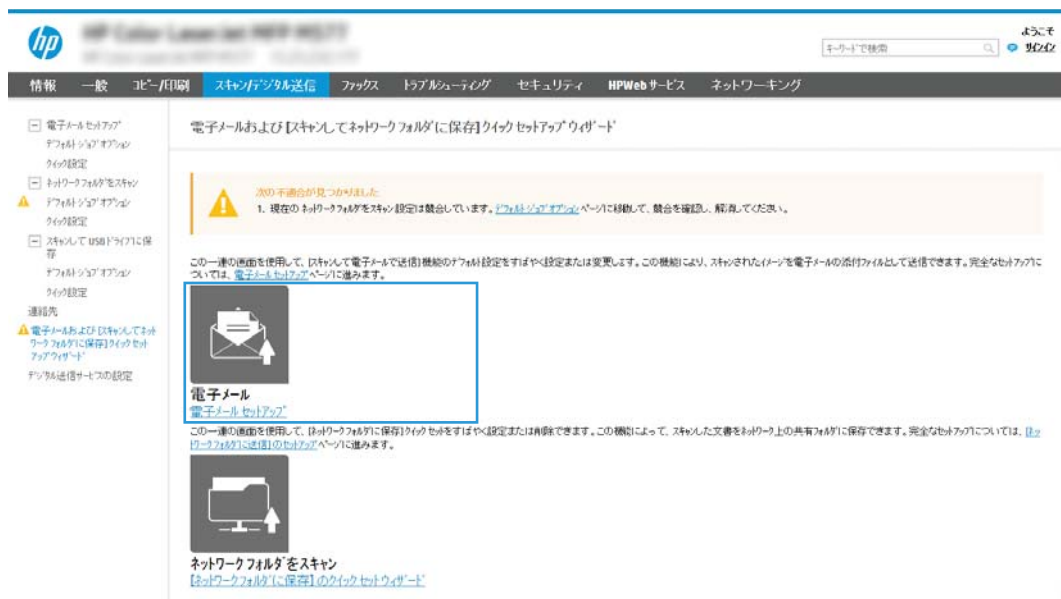 hp
ようこそ
キーワードで検索
サインイン
情報 一般 コピー/印刷 スキャン/デジタル送信 ファックス トラブルシューティング セキュリティ HPWeb サービス ネットワーキング
電子メール セットアップ
デフォルト ジョブ オプション
クイック設定
ネットワーク フォルダをスキャン
デフォルト ジョブ オプション
クイック設定
スキャンして USB ドライブに保
存
デフォルト ジョブ オプション
クイック設定
連絡先
電子メールおよび [スキャンしてネット
ワーク フォルダに保存] クイック セット
アップ ウィザード
デジタル送信サービスの設定
電子メールおよび [スキャンしてネットワーク フォルダに保存] クイック セットアップ ウィザード
次の不適合が見つかりました
1. 現在の ネットワーク フォルダをスキャン 設定は競合しています。デフォルト ジョブ オプション ページに移動して、競合を確認し、解消してください。
この一連の画面を使用して、[スキャンして電子メールで送信] 機能のデフォルト設定をすばやく設定または変更します。この機能により、スキャンされたイメージを電子メールの添付ファイルとして送信できます。完全なセットアップに
ついては、電子メール セットアップ ページに進みます。
電子メール
電子メール セットアップ
この一連の画面を使用して、[ネットワーク フォルダに保存] クイック セットをすばやく設定または削除できます。この機能によって、スキャンした文書をネットワーク上の共有フォルダに保存できます。完全なセットアップについては、[ネッ
トワーク フォルダに送信] のセットアップ ページに進みます。
ネットワーク フォルダをスキャン
[ネットワーク フォルダに保存] のクイック セット ウィザード